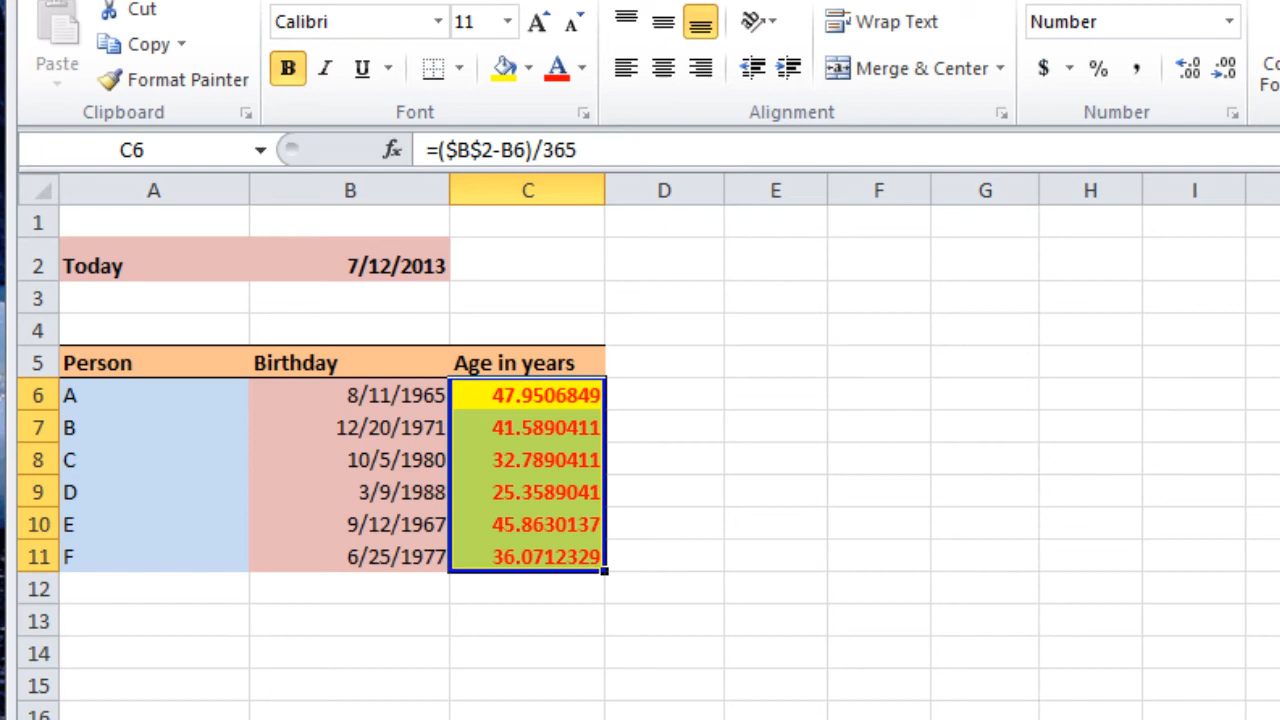 Cut
Calibri 11 A A Wrap Text Number
Paste Copy
B I U A Merge & Center $ % , .00 .00
Format Painter
Clipboard Font Alignment Number
C6 fx =($B$2-B6)/365
A B C D E F G H I
1
2 Today 7/12/2013
3
4
5 Person Birthday Age in years
6 A 8/11/1965 47.9506849
7 B 12/20/1971 41.5890411
8 C 10/5/1980 32.7890411
9 D 3/9/1988 25.3589041
10 E 9/12/1967 45.8630137
11 F 6/25/1977 36.0712329
12
13
14
15
16